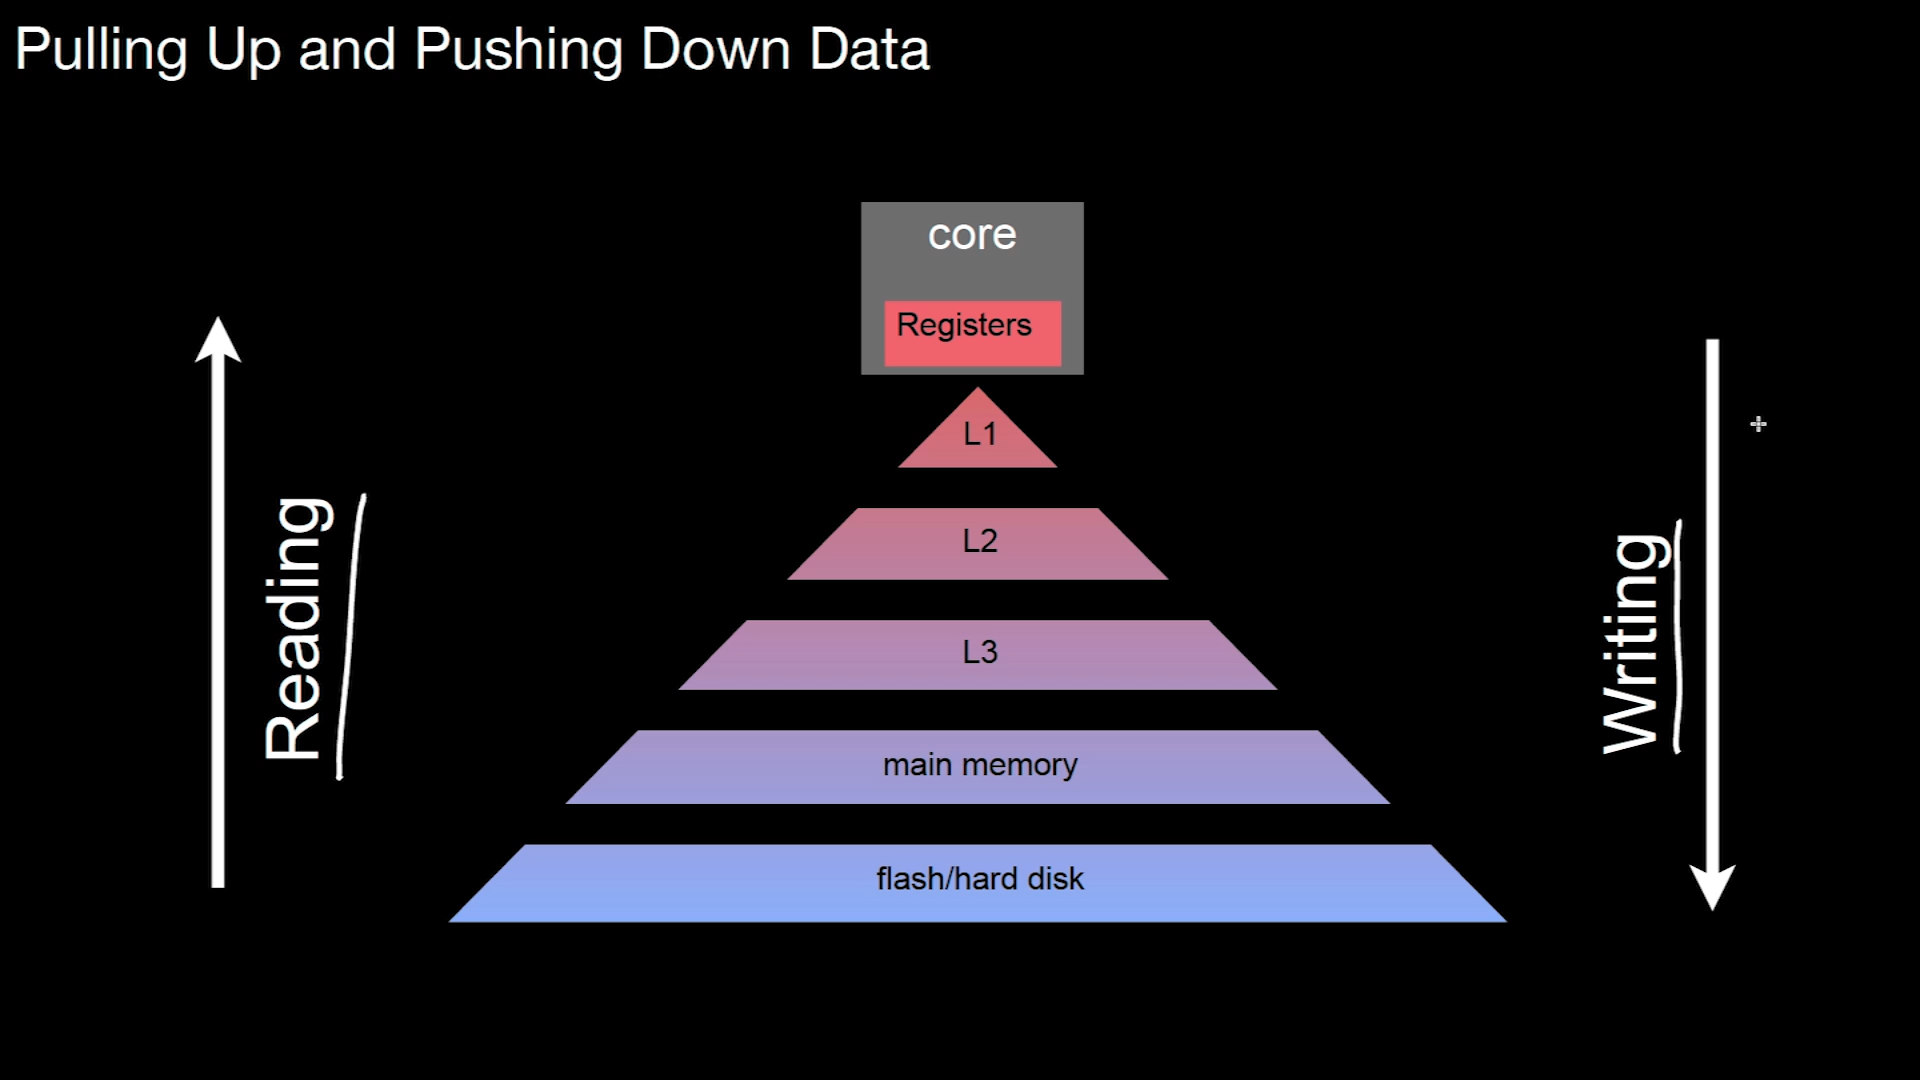 Pulling Up and Pushing Down Data
core
Registers
L1
L2
L3
main memory
flash/hard disk
Reading
Writing